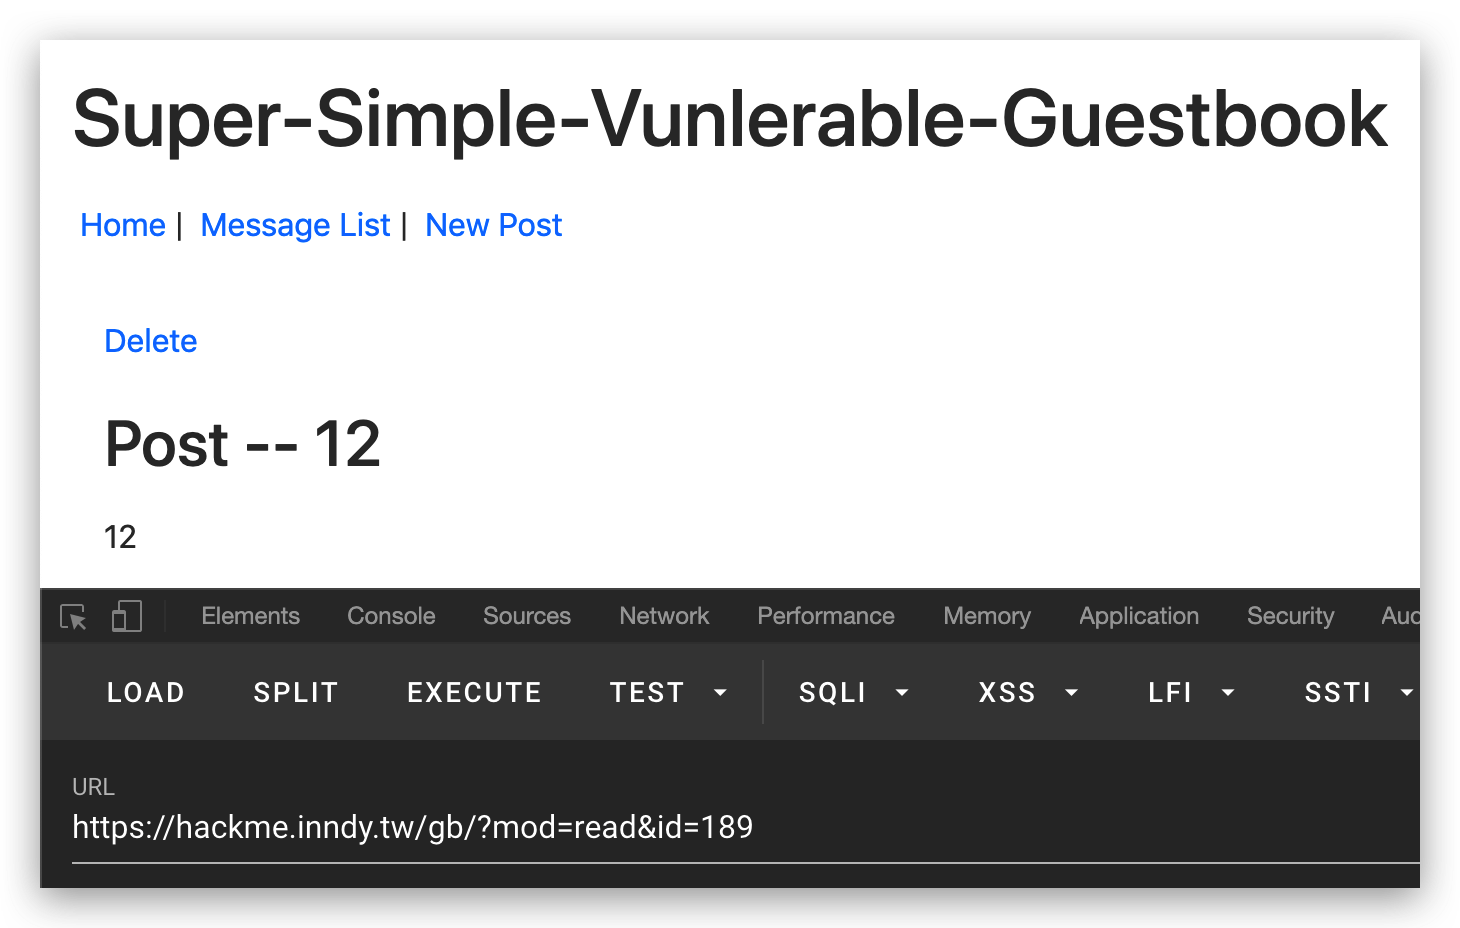 Super-Simple-Vunlerable-Guestbook
Home | Message List | New Post
Delete
Post -- 12
12
Elements Console Sources Network Performance Memory Application Security Auc
LOAD SPLIT EXECUTE TEST SQLI XSS LFI SSTI
URL
https://hackme.inndy.tw/gb/?mod=read&id=189